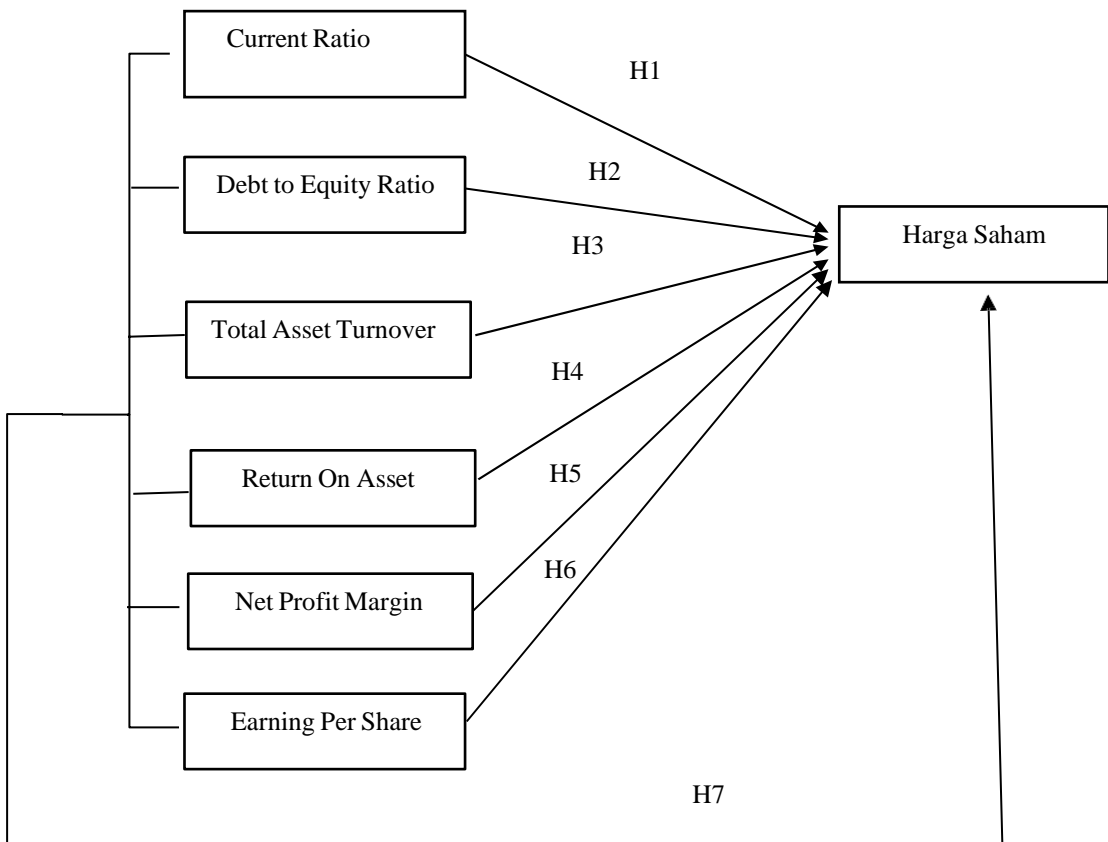 Current Ratio
H1
Debt to Equity Ratio
H2
Harga Saham
H3
Total Asset Turnover
H4
Return On Asset
H5
H6
Net Profit Margin
Earning Per Share
H7